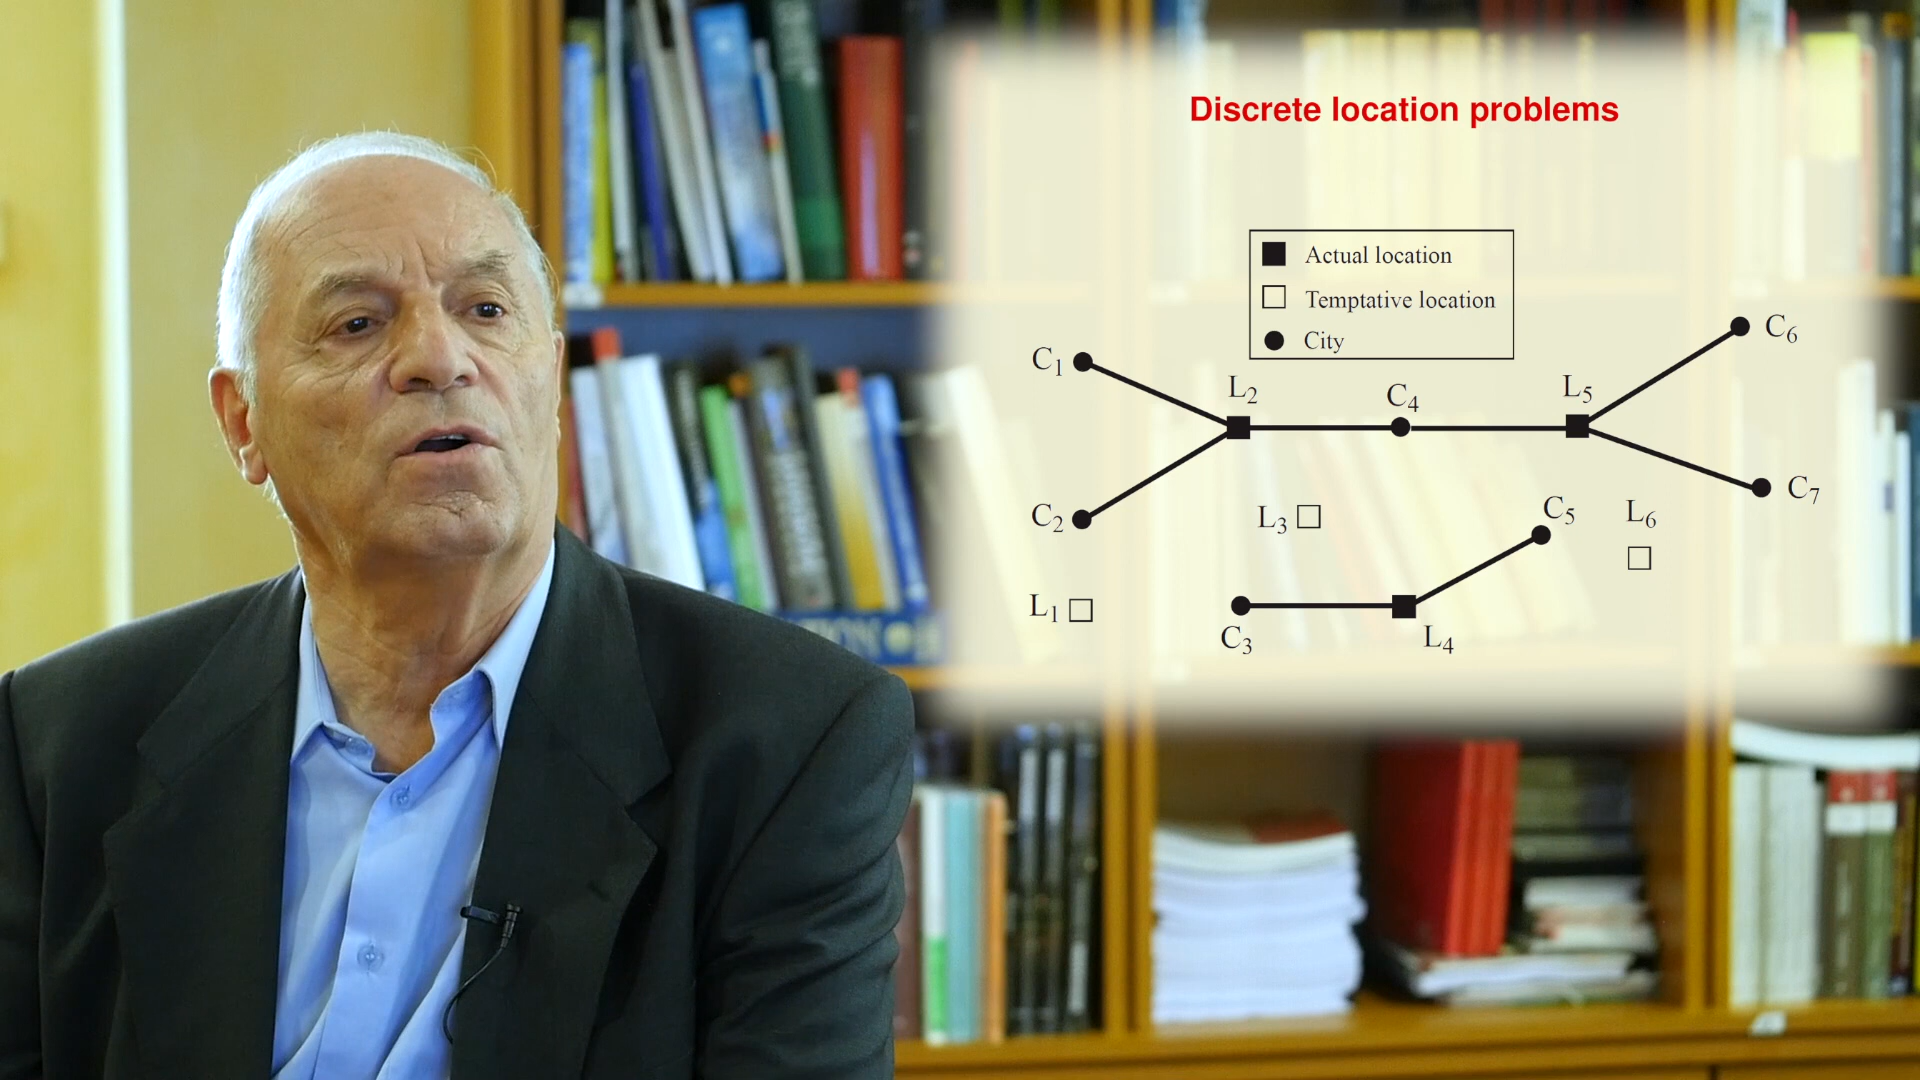 Discrete location problems
Actual location
Temptative location
City
C6
C1
L2
C4
L5
C7
C2
L3
C5
L6
L1
C3
L4